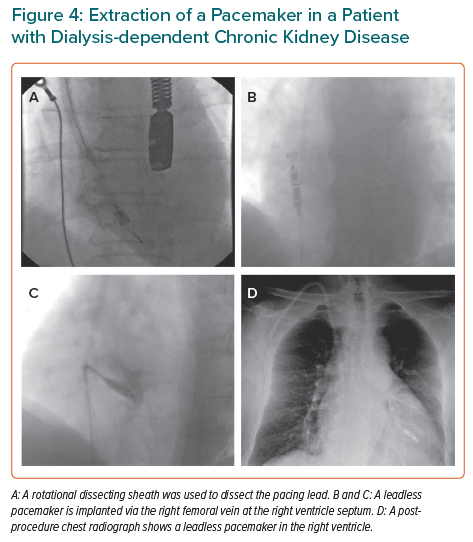 Figure 4: Extraction of a Pacemaker in a Patient
with Dialysis-dependent Chronic Kidney Disease
A
B
C
D
A: A rotational dissecting sheath was used to dissect the pacing lead. B and C: A leadless
pacemaker is implanted via the right femoral vein at the right ventricle septum. D: A post-
procedure chest radiograph shows a leadless pacemaker in the right ventricle.